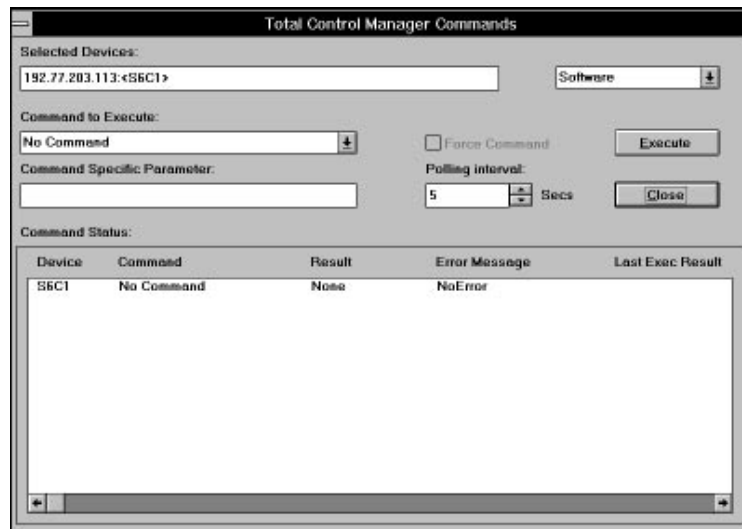 Total Control Manager Commands
Selected Devices:
192.77.203.113:<S6C1>
Software
Command to Execute:
No Command
Force Command
Execute
Command Specific Parameter:
Polling interval:
5
Secs
Close
Command Status:
Device Command Result Error Message Last Exec Result
S6C1 No Command None NoError